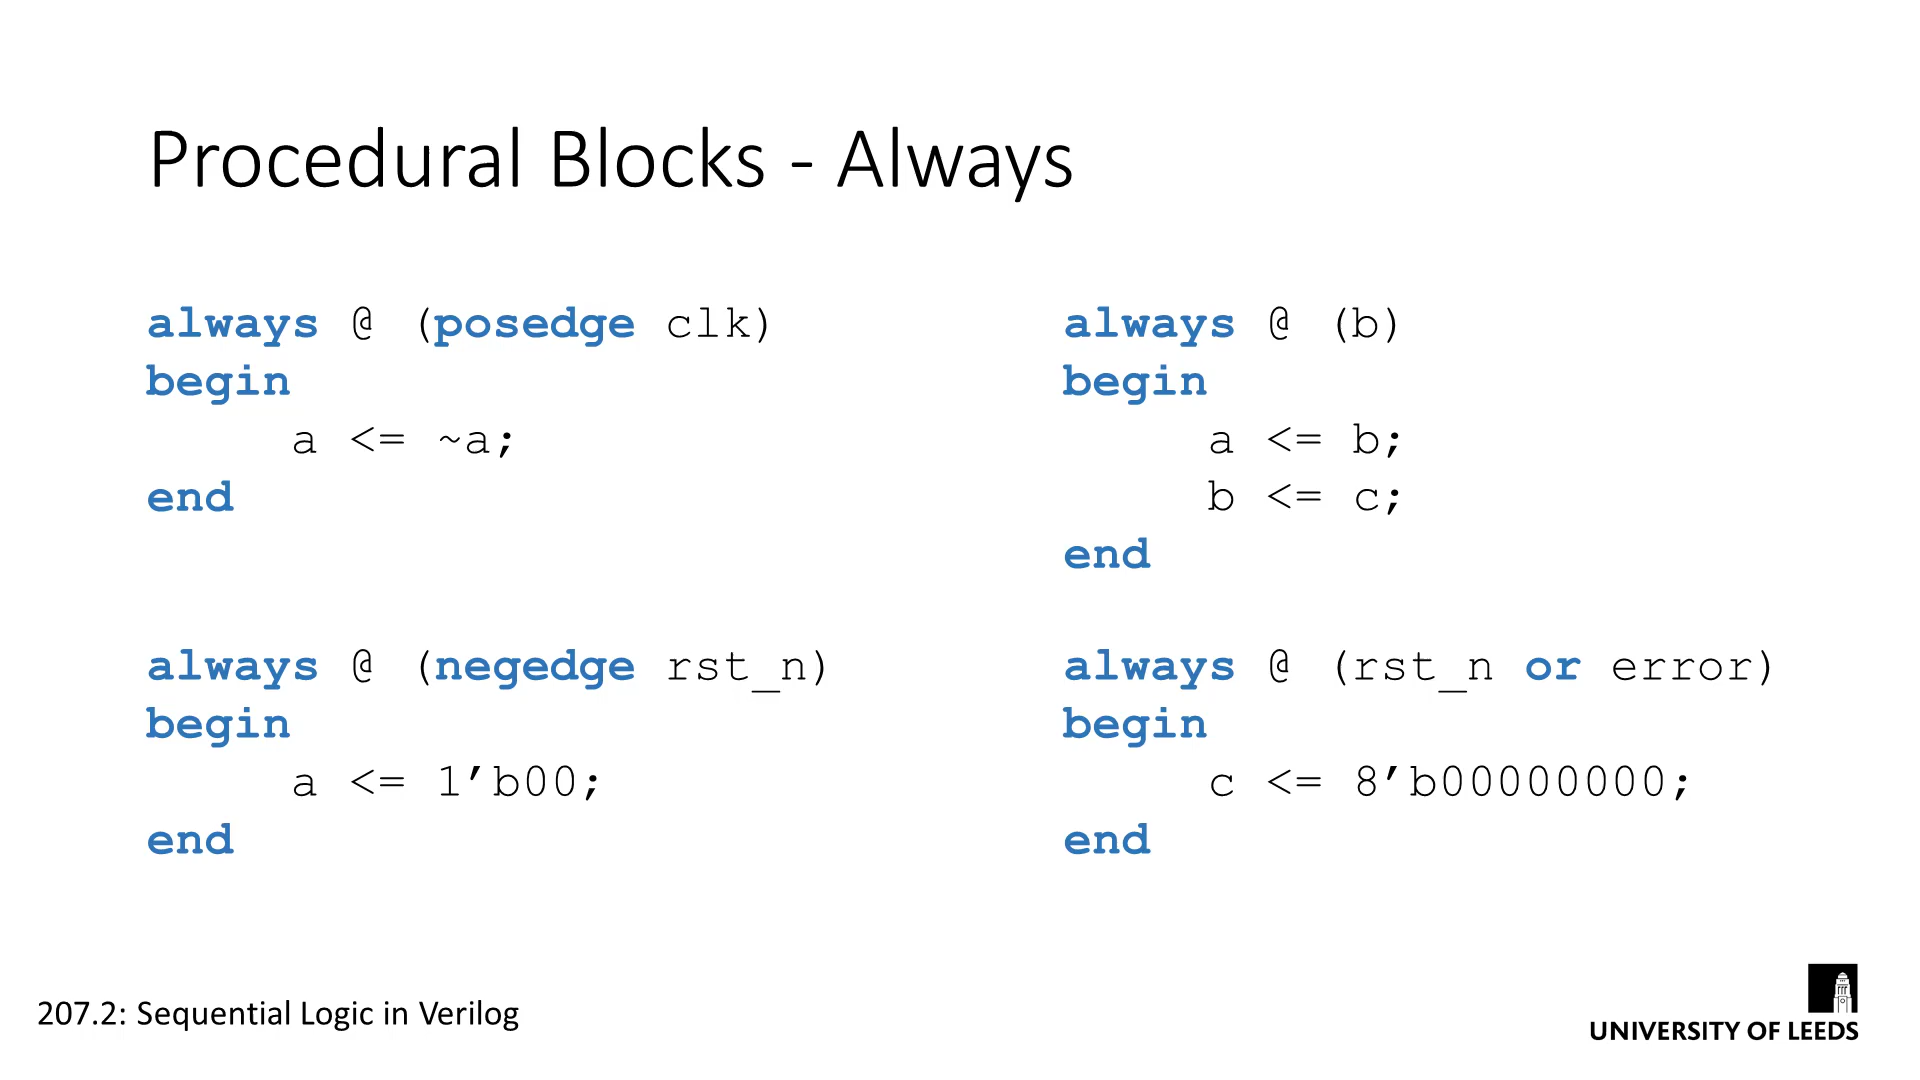 Procedural Blocks - Always
always @ (posedge clk)
begin
a <= ~a;
end
always @ (negedge rst_n)
begin
a <= 1’b00;
end
always @ (b)
begin
a <= b;
b <= c;
end
always @ (rst_n or error)
begin
c <= 8’b00000000;
end
207.2: Sequential Logic in Verilog
UNIVERSITY OF LEEDS